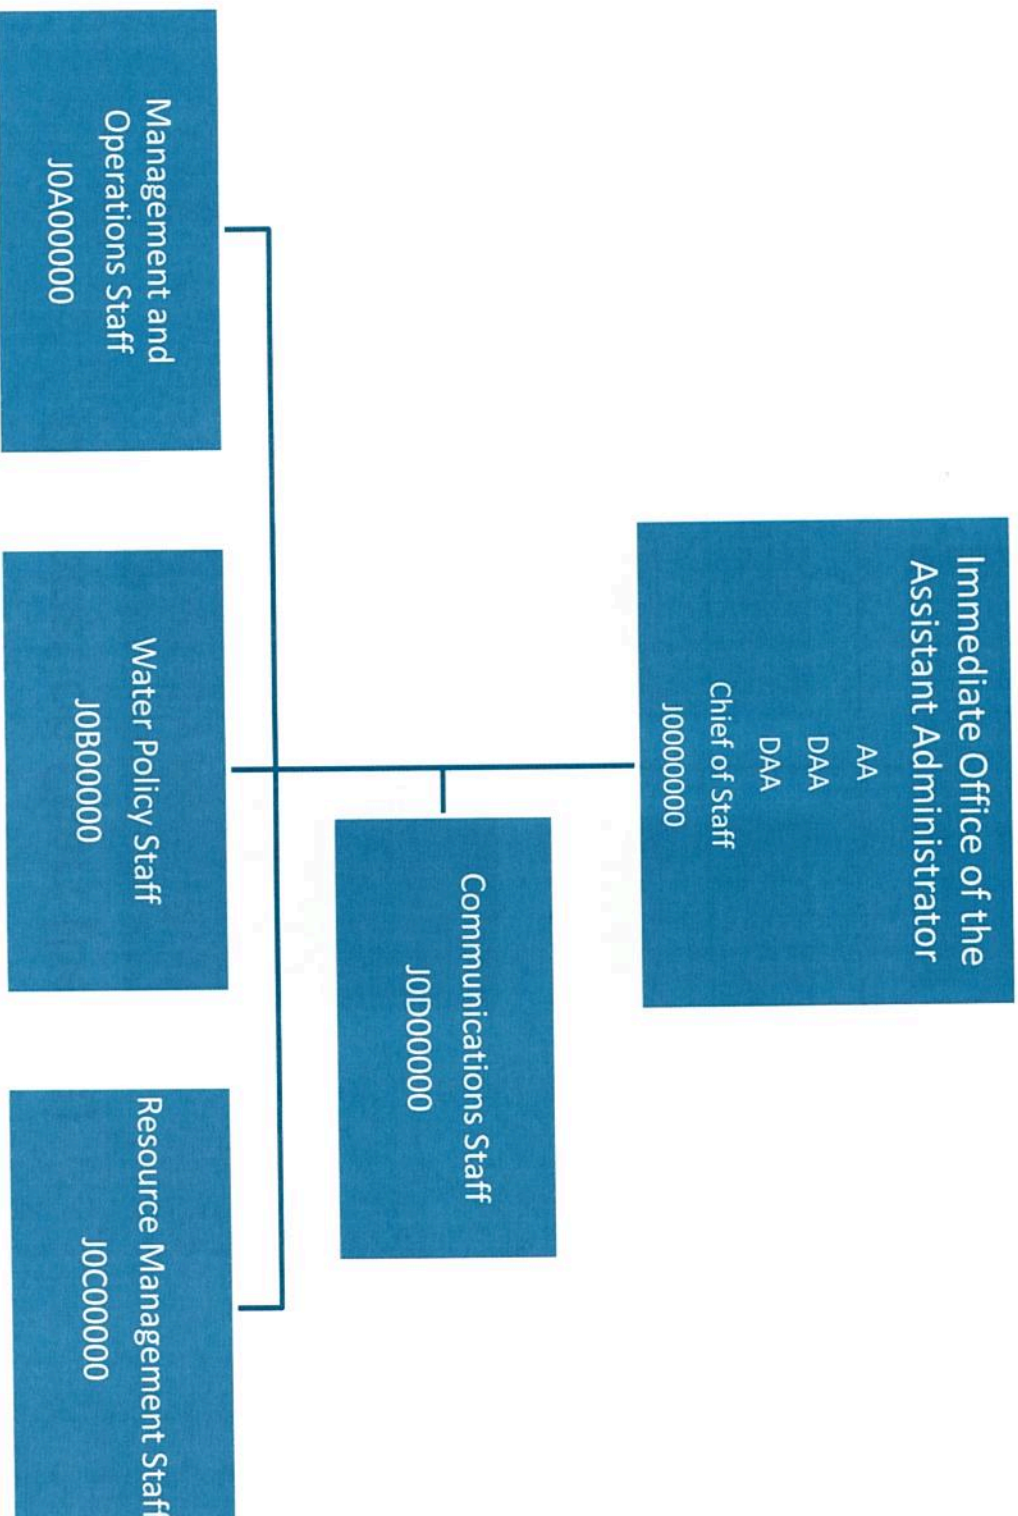 Immediate Office of the
Assistant Administrator
AA
DAA
DAA
Chief of Staff
J0000000
Communications Staff
J0D00000
Management and
Operations Staff
J0A00000
Water Policy Staff
J0B00000
Resource Management Staff
J0C00000